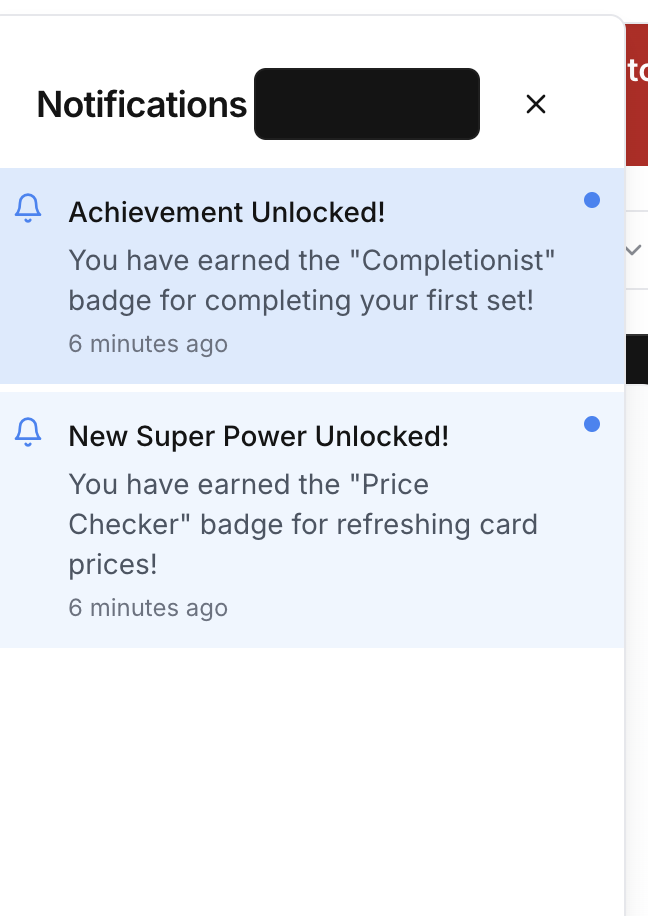 Notifications
Achievement Unlocked!
You have earned the "Completionist"
badge for completing your first set!
6 minutes ago
New Super Power Unlocked!
You have earned the "Price
Checker" badge for refreshing card
prices!
6 minutes ago